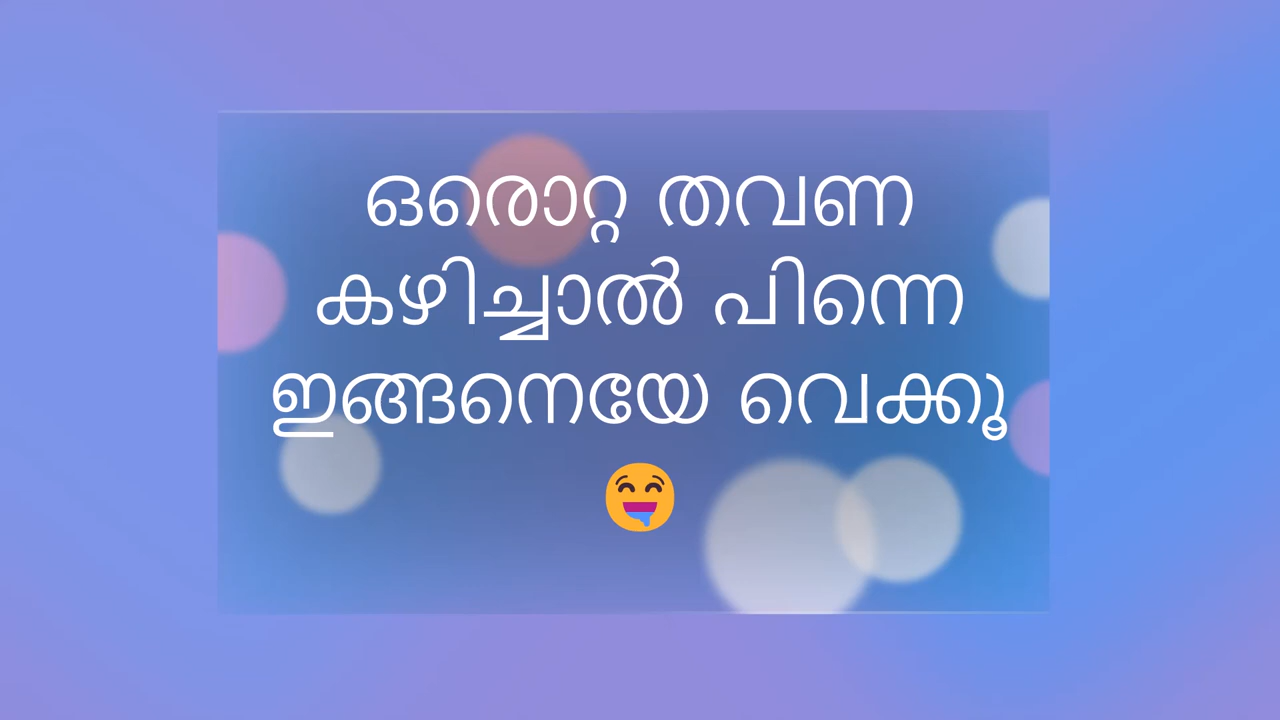 ഒരൊറ്റ തവണ
കഴിച്ചാൽ പിന്നെ
ഇങ്ങനെയേ വെക്കൂ
🤤